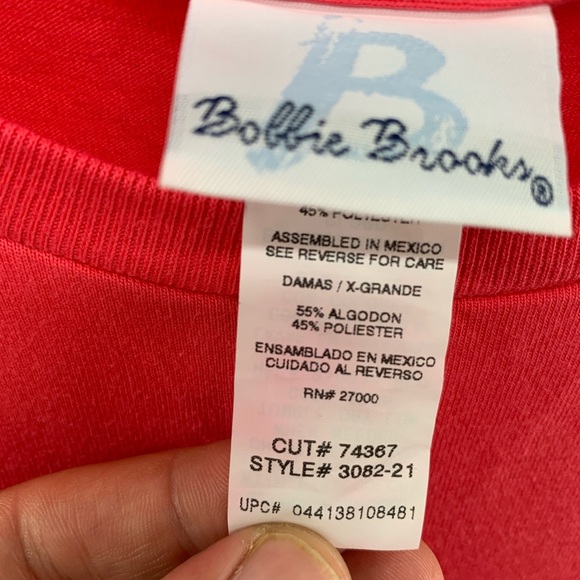 B
Bobbie Brooks®
45% POLYESTER
ASSEMBLED IN MEXICO
SEE REVERSE FOR CARE
DAMAS / X-GRANDE
55% ALGODON
45% POLIESTER
ENSAMBLADO EN MEXICO
CUIDADO AL REVERSO
RN# 27000
CUT# 74367
STYLE# 3082-21
UPC# 044138108481